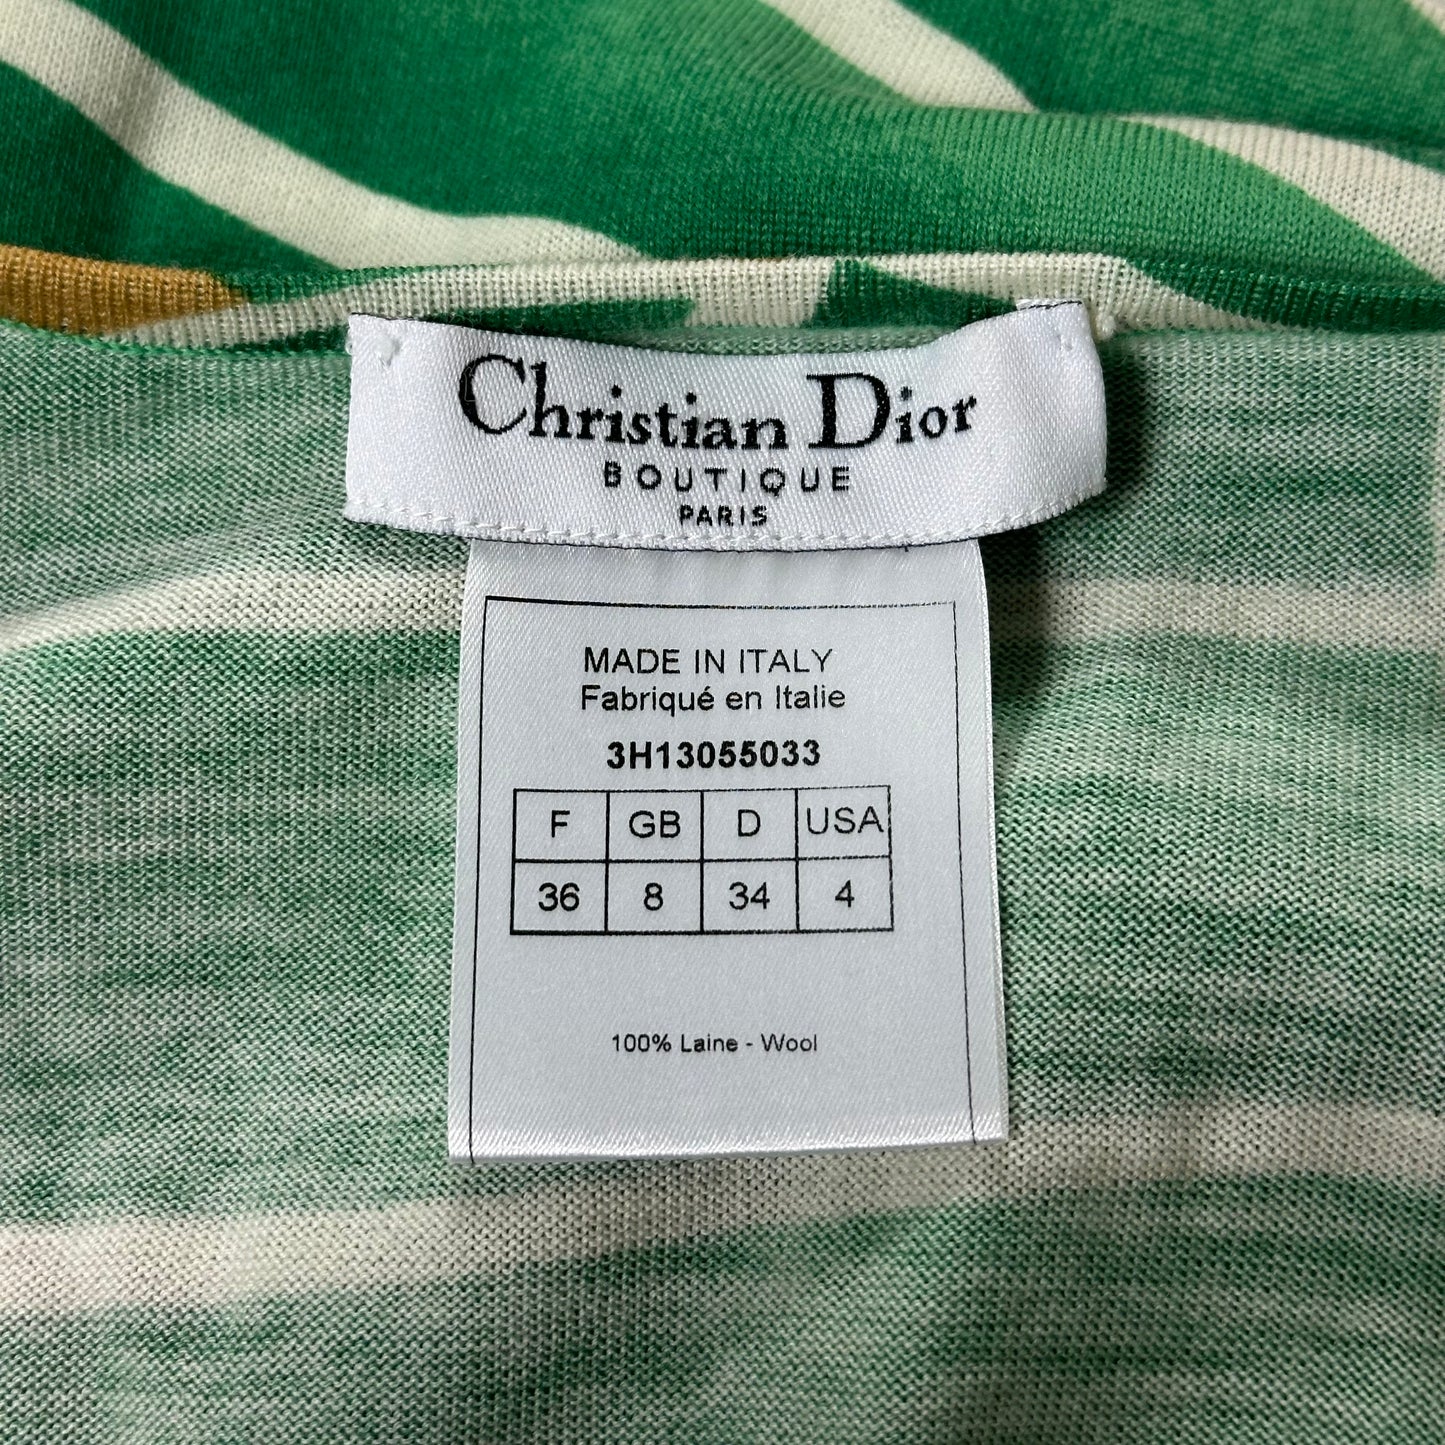 Christian Dior
BOUTIQUE
PARIS
MADE IN ITALY
Fabriqué en Italie
3H13055033
F GB D USA
36 8 34 4
100% Laine - Wool